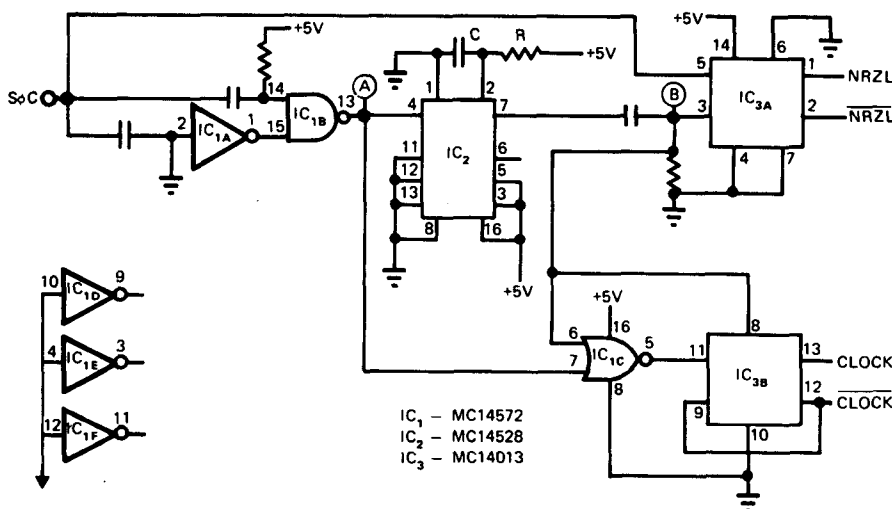 +5V
+5V
14
6
C
R
+5V
5
1
NRZL
SφC
14
13
A
1
2
B
IC3A
2
IC1A
1
15
IC1B
4
7
3
2
N̅R̅Z̅L̅
11
IC2
6
4
7
12
5
13
3
8
16
10
9
IC1D
+5V
+5V
8
4
3
IC1E
6
16
5
11
13
CLOCK
7
IC1C
IC3B
12
C̅L̅O̅C̅K̅
12
11
IC1F
8
9
10
IC1 – MC14572
IC2 – MC14528
IC3 – MC14013